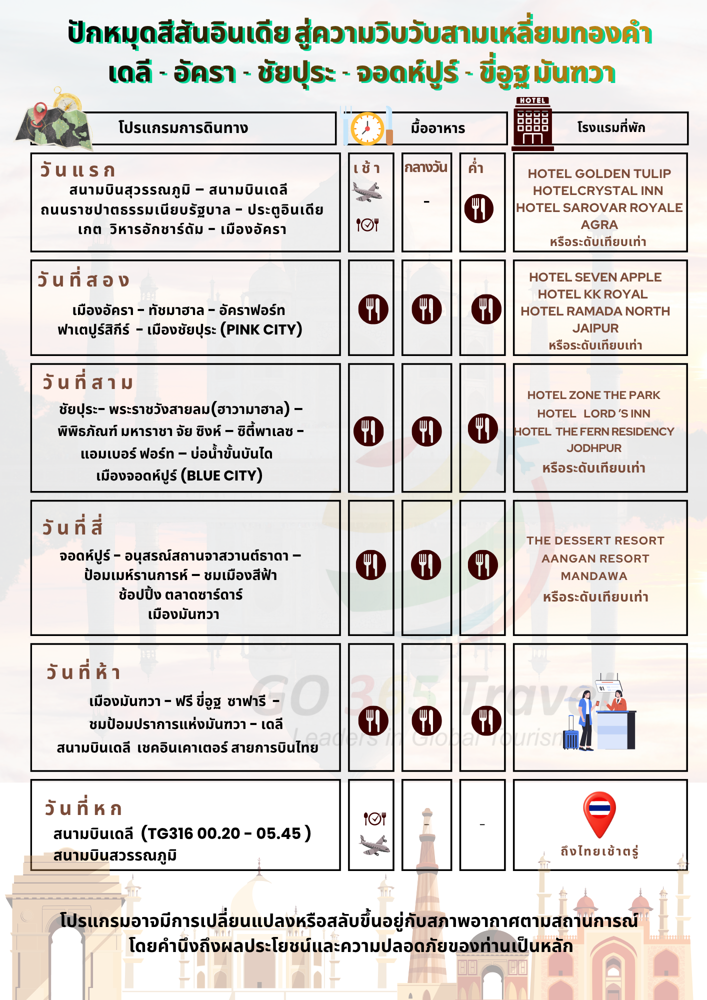 ปักหมุดสีสันอินเดีย สู่ความวิบวับสามเหลี่ยมทองคำ
เดลี - อัครา - ชัยปุระ - จอดห์ปูร์ - ขี่อูฐ มันฑวา
HOTEL
โปรแกรมการดินทาง
มื้ออาหาร
โรงแรมที่พัก
วันแรก
สนามบินสุวรรณภูมิ – สนามบินเดลี
ถนนราชปาตธรรมเนียบรัฐบาล – ประตูอินเดีย
เกต วิหารอักชาร์ดัม – เมืองอัครา
เช้า
กลางวัน
ค่ำ
-
HOTEL GOLDEN TULIP
HOTELCRYSTAL INN
HOTEL SAROVAR ROYALE
AGRA
หรือระดับเทียบเท่า
วันที่สอง
เมืองอัครา – ทัชมาฮาล – อัคราฟอร์ท
ฟาเตปูร์สิกีร์ – เมืองชัยปุระ (PINK CITY)
HOTEL SEVEN APPLE
HOTEL KK ROYAL
HOTEL RAMADA NORTH
JAIPUR
หรือระดับเทียบเท่า
วันที่สาม
ชัยปุระ– พระราชวังสายลม(ฮาวามาฮาล) –
พิพิธภัณฑ์ มหาราชา จัย ซิงห์ – ซิตี้พาเลซ –
แอมเบอร์ ฟอร์ท – บ่อน้ำขั้นบันได
เมืองจอดห์ปูร์ (BLUE CITY)
HOTEL ZONE THE PARK
HOTEL LORD ‘S INN
HOTEL THE FERN RESIDENCY
JODHPUR
หรือระดับเทียบเท่า
วันที่สี่
จอดห์ปูร์ – อนุสรณ์สถานจาสวานต์ธาดา –
ป้อมเมห์รานการห์ – ชมเมืองสีฟ้า
ช้อปปิ้ง ตลาดซาร์ดาร์
เมืองมันฑวา
THE DESSERT RESORT
AANGAN RESORT
MANDAWA
หรือระดับเทียบเท่า
วันที่ห้า
เมืองมันฑวา – ฟรี ขี่อูฐ ซาฟารี –
ชมป้อมปราการแห่งมันฑวา – เดลี
สนามบินเดลี เชคอินเคาเตอร์ สายการบินไทย
01
GO 365 Travel
Leaders in Global Tourism
วันที่หก
สนามบินเดลี (TG316 00.20 - 05.45 )
สนามบินสวรรณภูมิ
-
-
ถึงไทยเช้าตรู่
โปรแกรมอาจมีการเปลี่ยนแปลงหรือสลับขึ้นอยู่กับสภาพอากาศตามสถานการณ์
โดยคำนึงถึงผลประโยชน์และความปลอดภัยของท่านเป็นหลัก